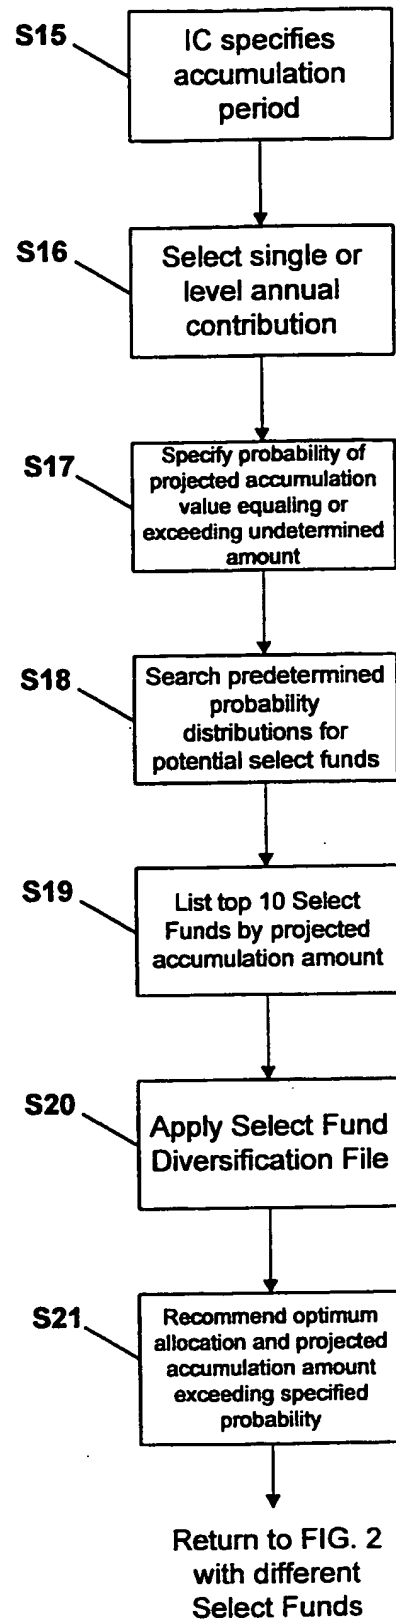 S15
IC specifies
accumulation
period
S16
Select single or
level annual
contribution
S17
Specify probability of
projected accumulation
value equaling or
exceeding undetermined
amount
S18
Search predetermined
probability
distributions for
potential select funds
S19
List top 10 Select
Funds by projected
accumulation amount
S20
Apply Select Fund
Diversification File
S21
Recommend optimum
allocation and projected
accumulation amount
exceeding specified
probability
Return to FIG. 2
with different
Select Funds